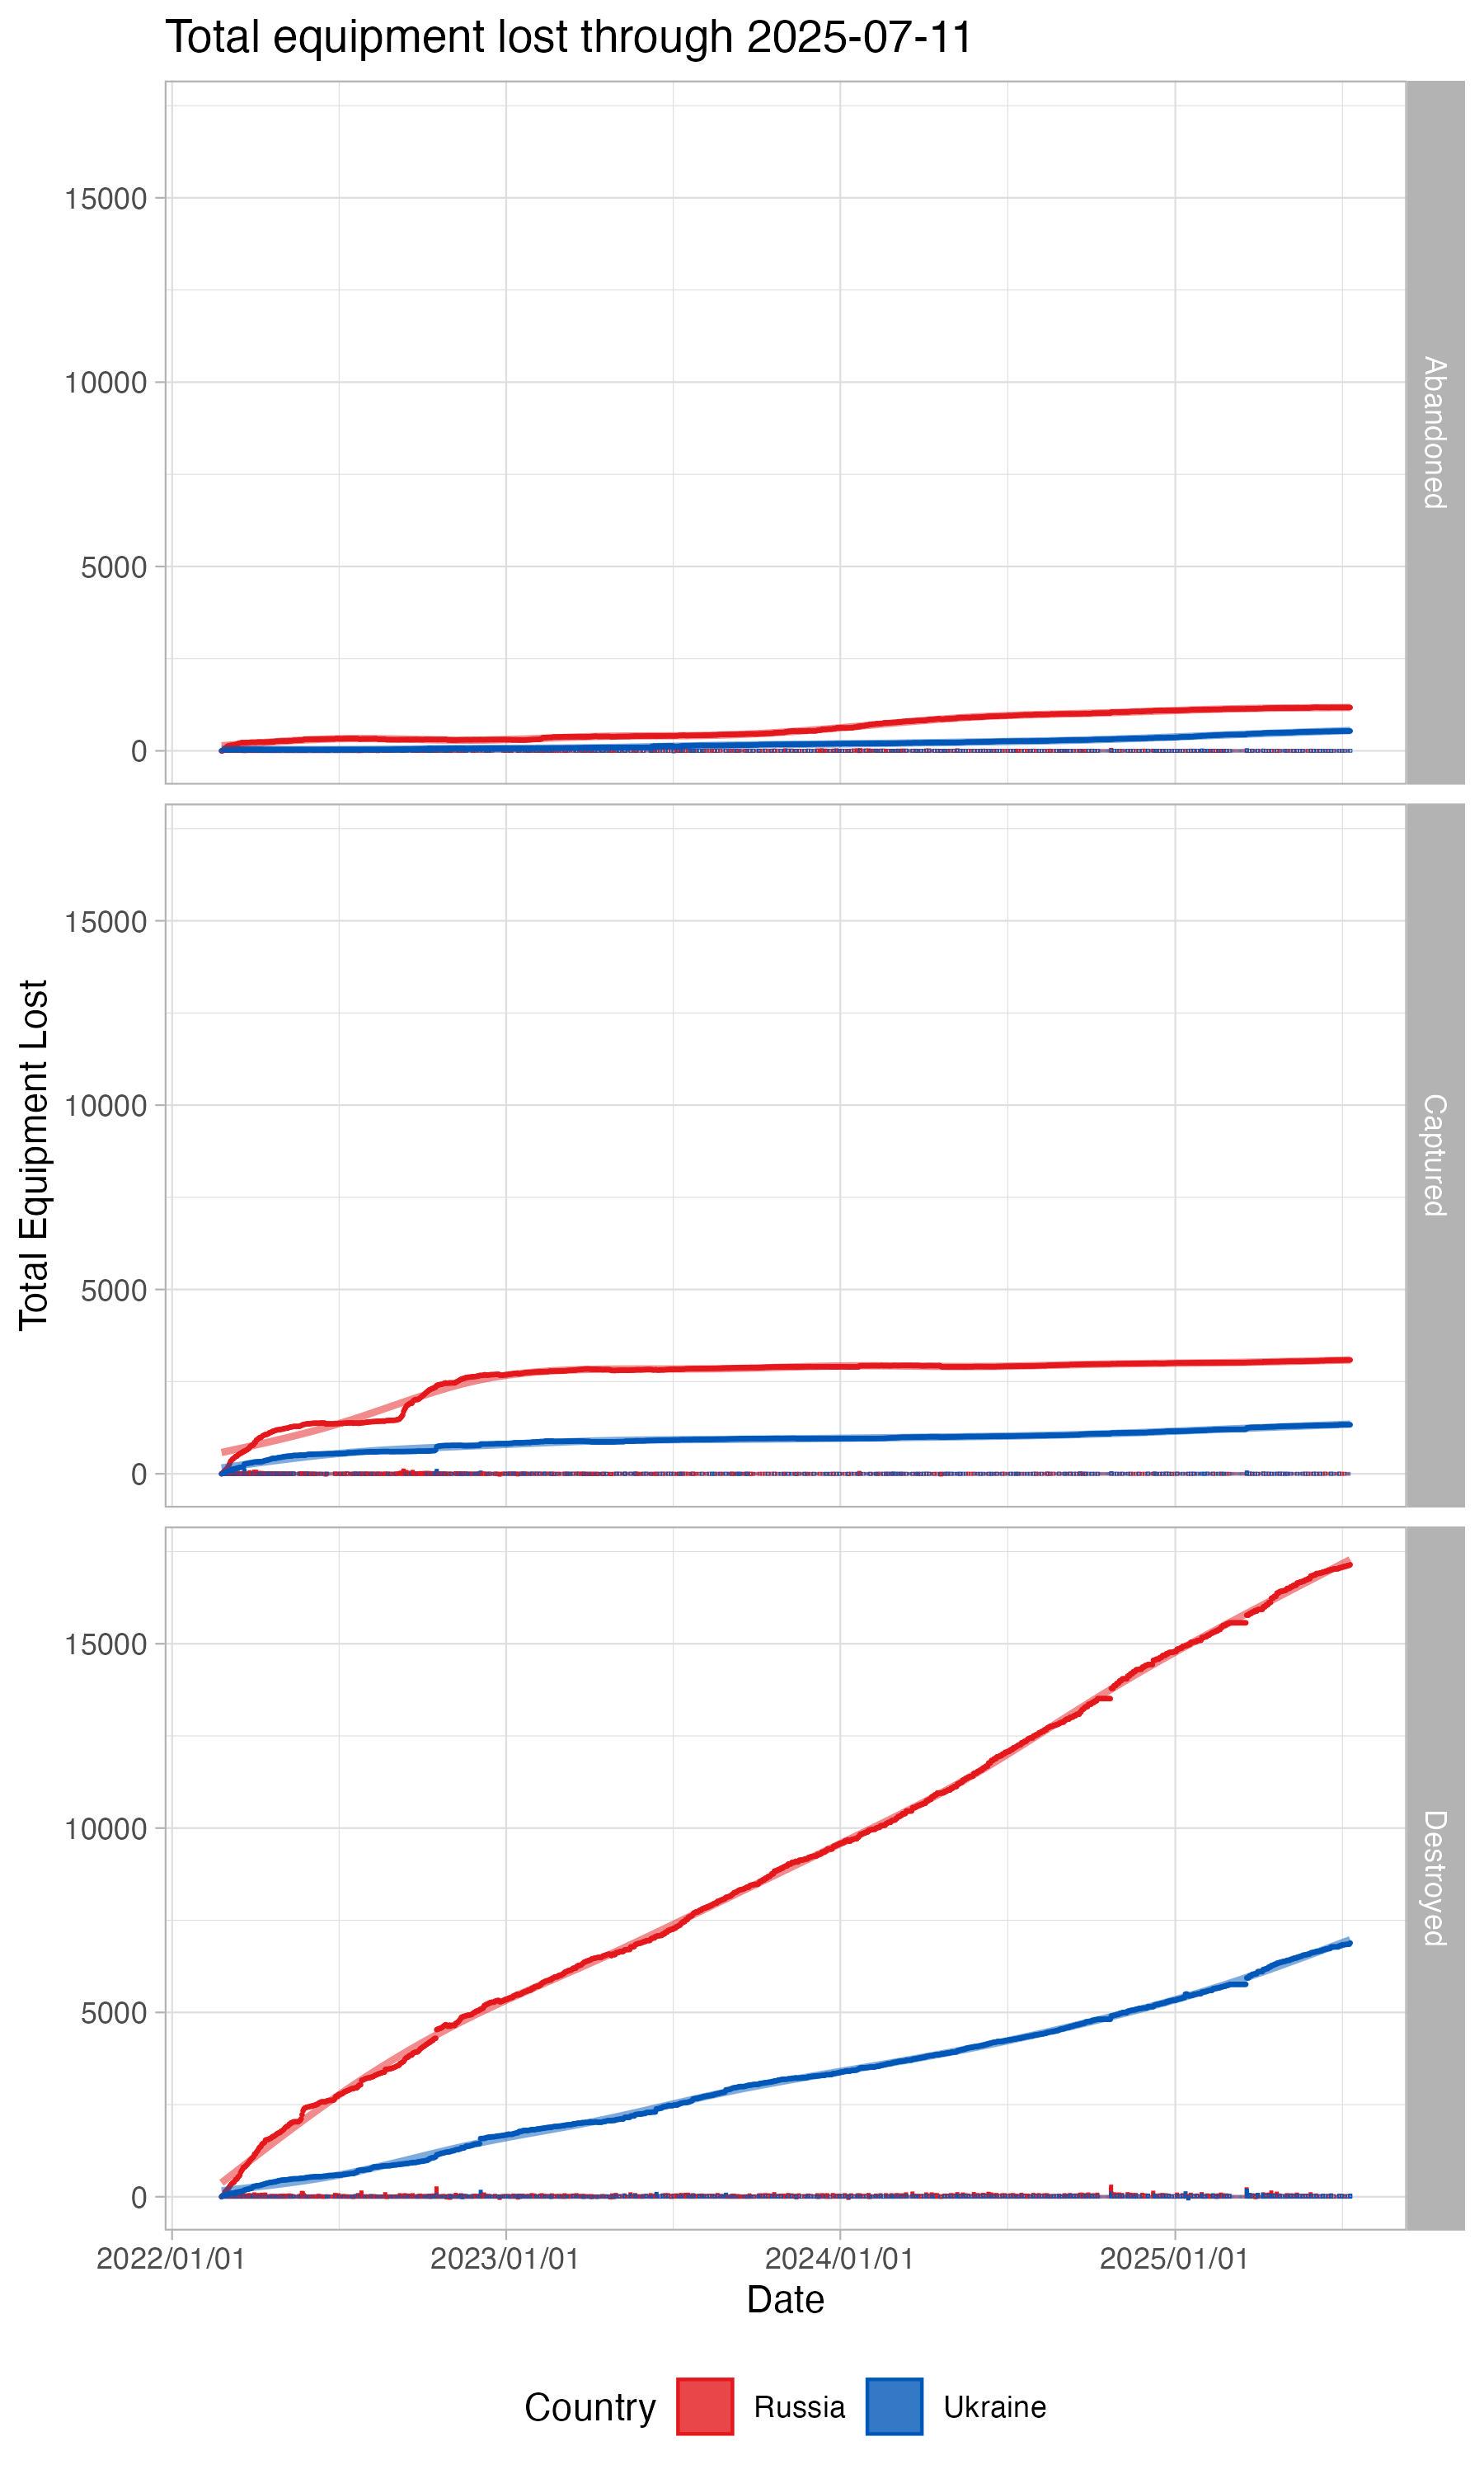 Total equipment lost through 2025-07-11
Total Equipment Lost
15000
10000
5000
0
Abandoned
15000
10000
5000
0
Captured
15000
10000
5000
0
Destroyed
2022/01/01 2023/01/01 2024/01/01 2025/01/01
Date
Country Russia Ukraine